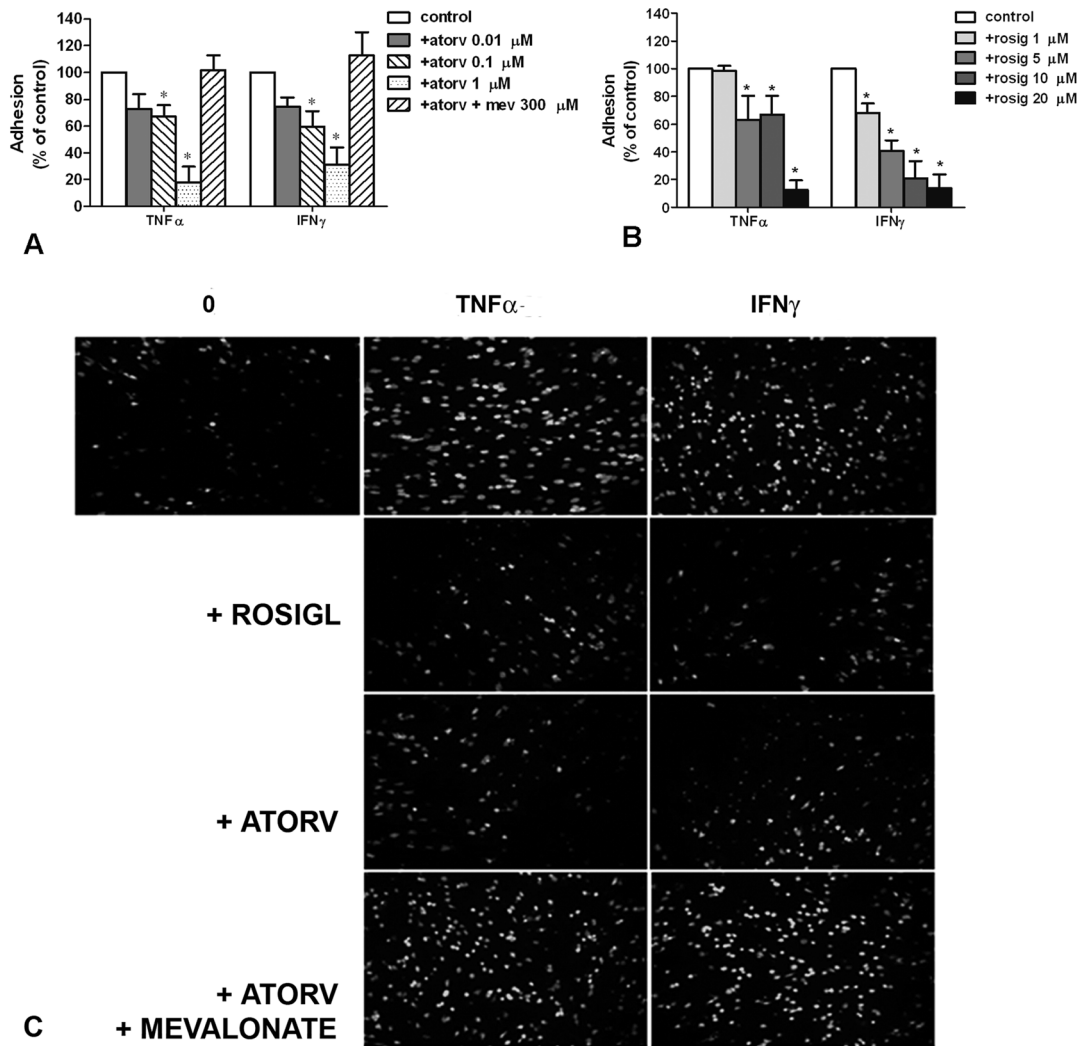 Adhesion
(% of control)
140
120
100
80
60
40
20
0
* * * *
TNFα IFNγ
control
+atorv 0.01 μM
+atorv 0.1 μM
+atorv 1 μM
+atorv + mev 300 μM
A
Adhesion
(% of control)
140
120
100
80
60
40
20
0
* * * * * * *
TNFα IFNγ
control
+rosig 1 μM
+rosig 5 μM
+rosig 10 μM
+rosig 20 μM
B
0 TNFα- IFNγ
+ ROSIGL
+ ATORV
+ ATORV
+ MEVALONATE
C